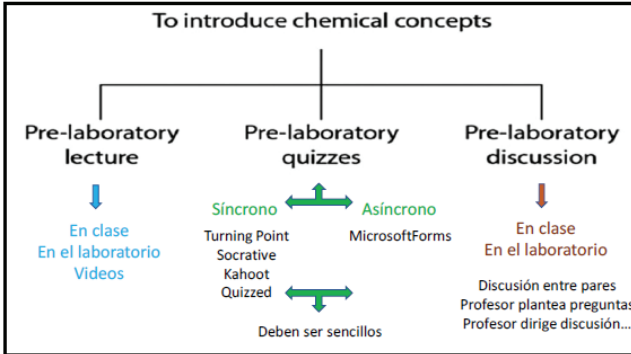 To introduce chemical concepts
Pre-laboratory
lecture
En clase
En el laboratorio
Videos
Pre-laboratory
quizzes
Síncrono
Asíncrono
Turning Point
Socrative
Kahoot
Quizzed
MicrosoftForms
Deben ser sencillos
Pre-laboratory
discussion
En clase
En el laboratorio
Discusión entre pares
Profesor plantea preguntas
Profesor dirige discusión...